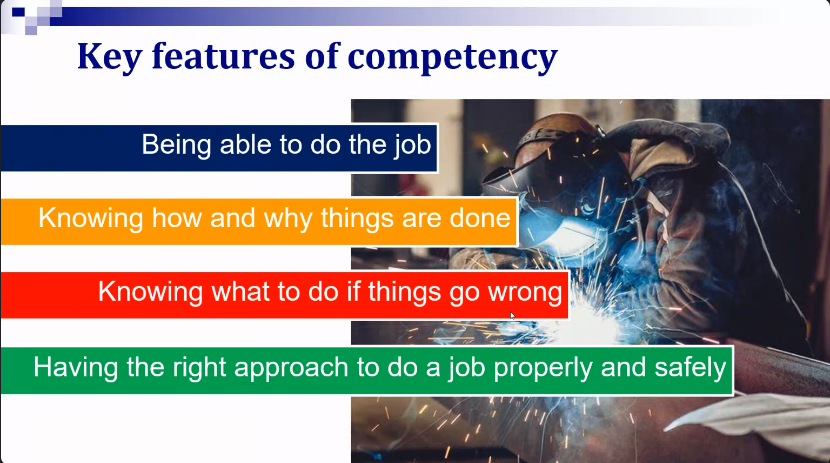 Key features of competency
Being able to do the job
Knowing how and why things are done
Knowing what to do if things go wrong
Having the right approach to do a job properly and safely